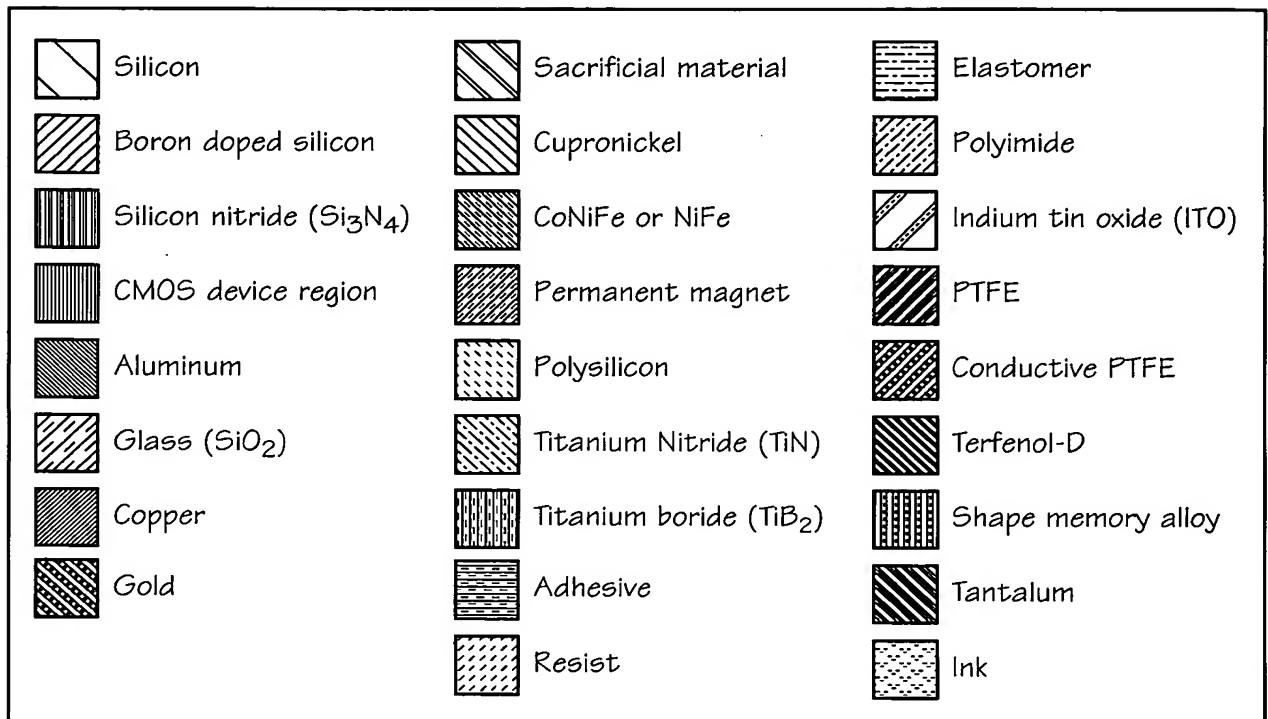 Silicon
Boron doped silicon
Silicon nitride (Si₃N₄)
CMOS device region
Aluminum
Glass (SiO₂)
Copper
Gold
Sacrificial material
Cupronickel
CoNiFe or NiFe
Permanent magnet
Polysilicon
Titanium Nitride (TiN)
Titanium boride (TiB₂)
Adhesive
Resist
Elastomer
Polyimide
Indium tin oxide (ITO)
PTFE
Conductive PTFE
Terfenol-D
Shape memory alloy
Tantalum
Ink